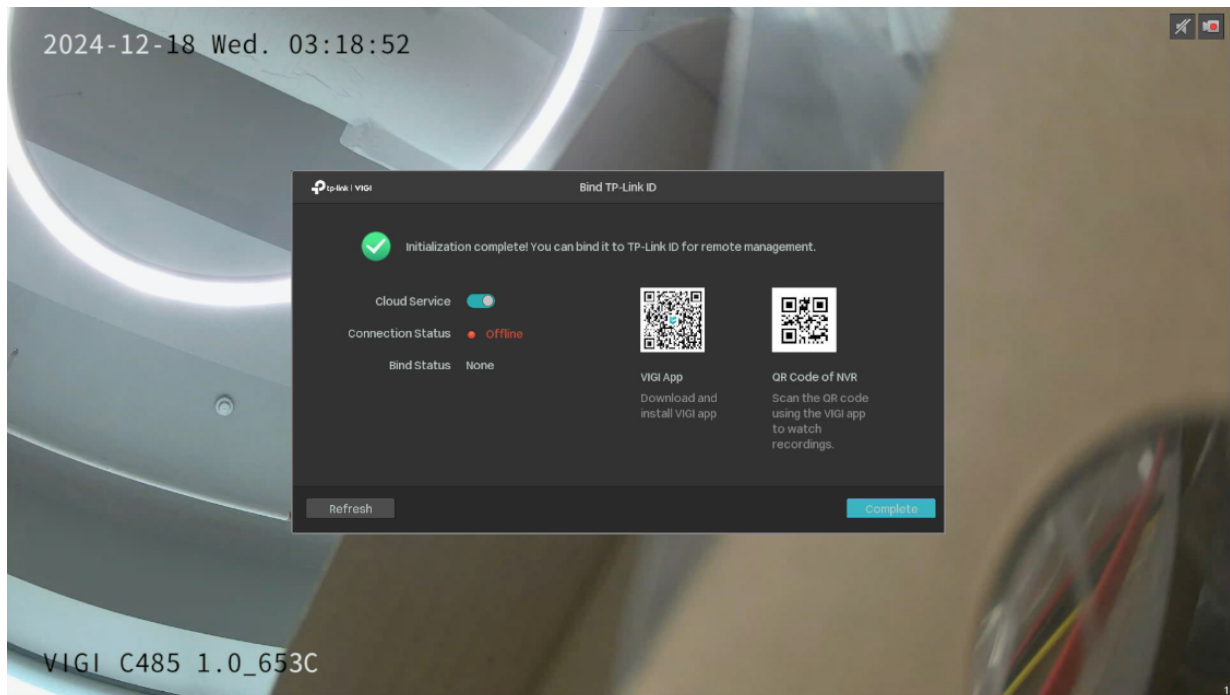 2024-12-18 Wed. 03:18:52
tp-link | VIGI
Bind TP-Link ID
Initialization complete! You can bind it to TP-Link ID for remote management.
Cloud Service
Connection Status Offline
Bind Status None
VIGI App
Download and
install VIGI app
QR Code of NVR
Scan the QR code
using the VIGI app
to watch
recordings.
Refresh
Complete
VIGI C485 1.0_653C